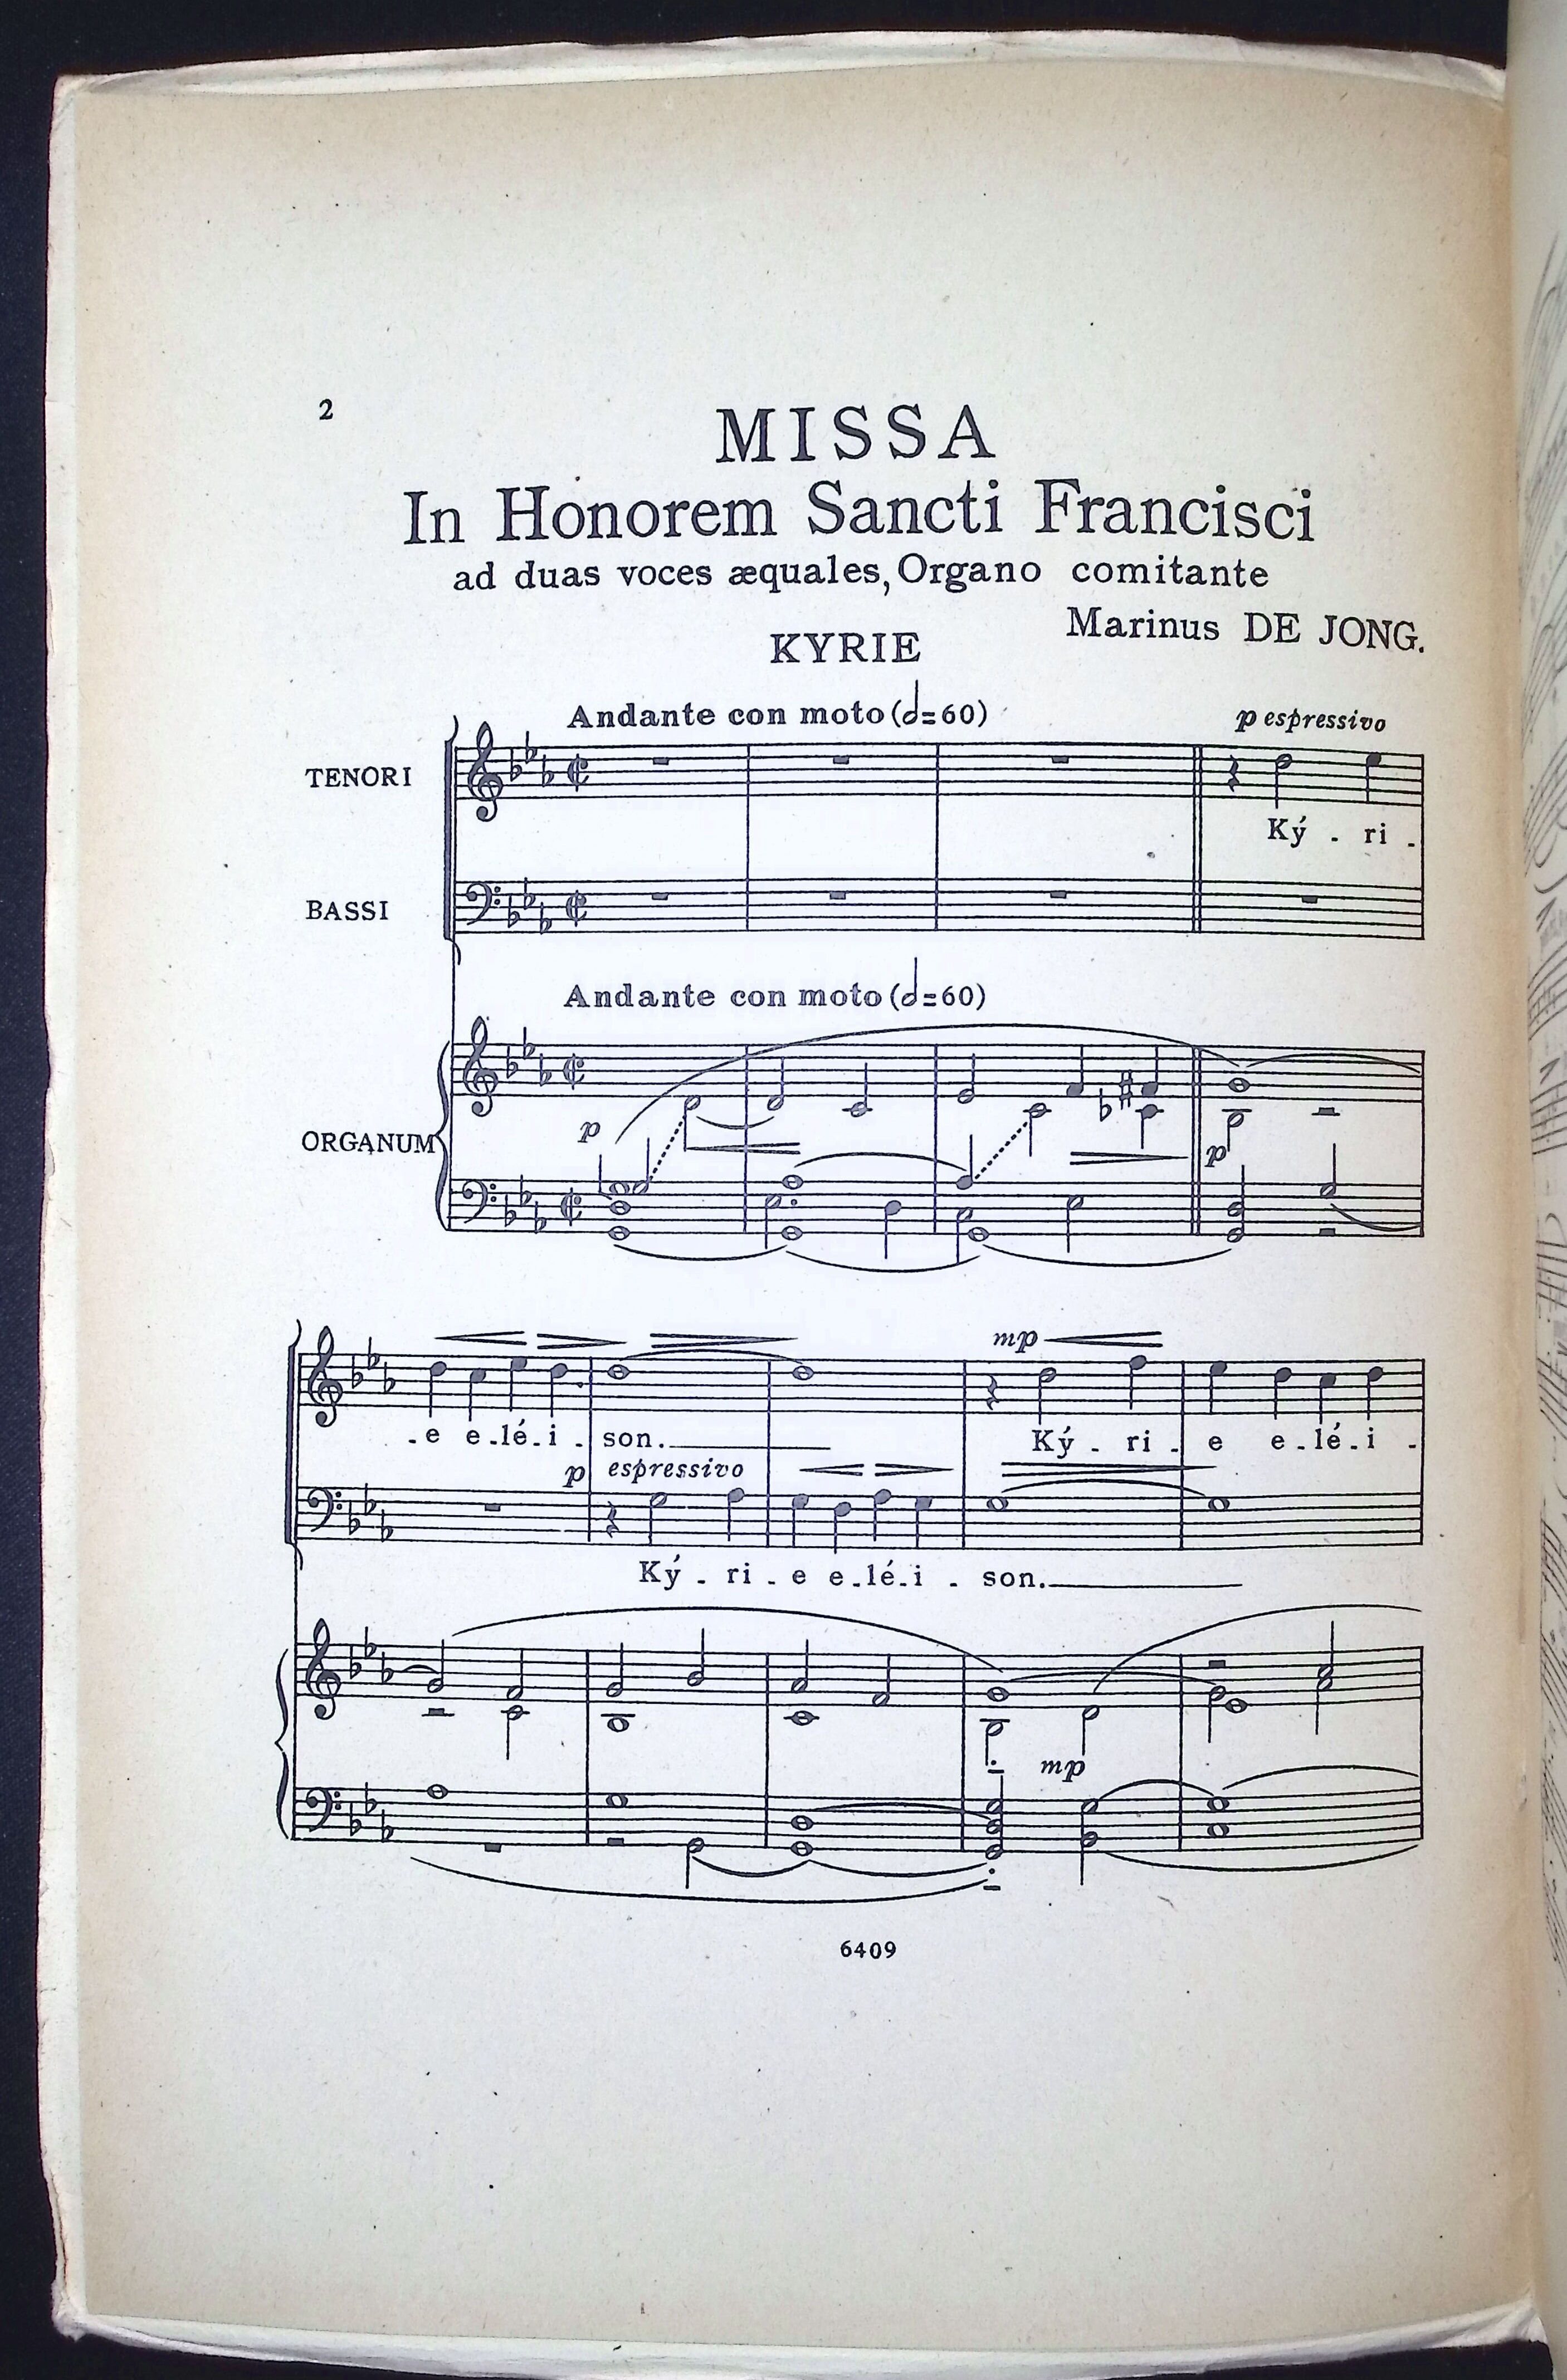 2
MISSA
In Honorem Sancti Francisci
ad duas voces æquales, Organo comitante
Marinus DE JONG.
KYRIE
Andante con moto (𝅗𝅥=60)
p espressivo
TENORI
Ký - ri -
BASSI
Andante con moto (𝅗𝅥=60)
ORGANUM
p
p
mp
- e e - lé - i - son. Ký - ri - e e - lé - i -
p espressivo
Ký - ri - e e - lé - i - son.
mp
6409